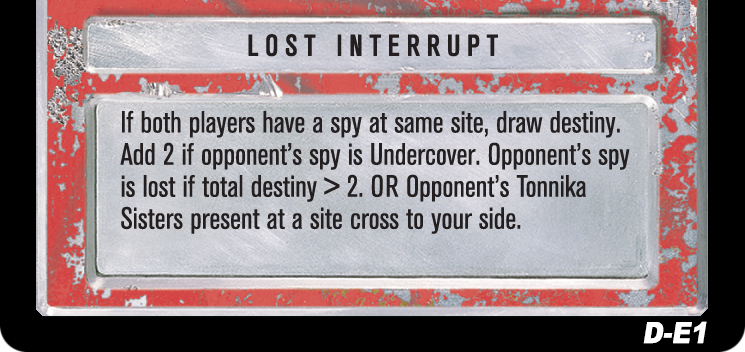 LOST INTERRUPT
If both players have a spy at same site, draw destiny.
Add 2 if opponent's spy is Undercover. Opponent's spy
is lost if total destiny > 2. OR Opponent's Tonnika
Sisters present at a site cross to your side.
D-E1